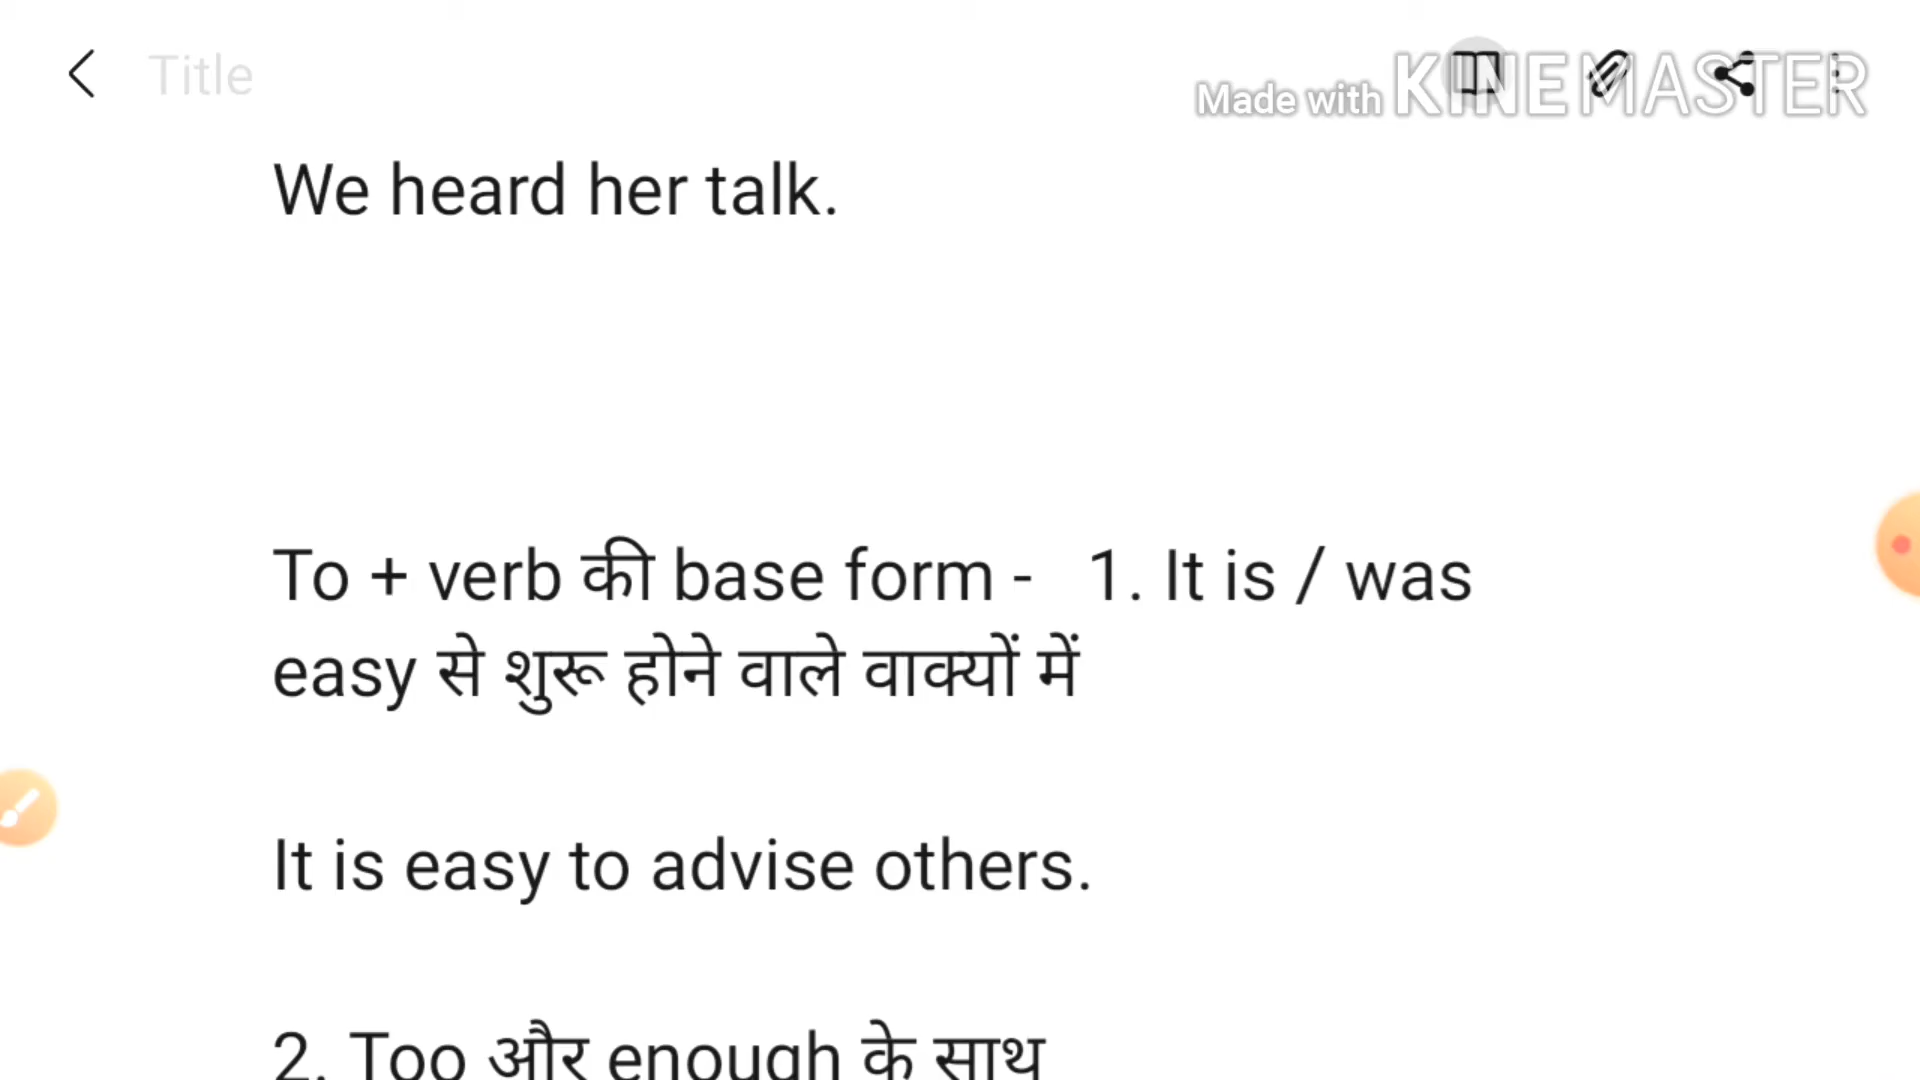 Title
Made with KINEMASTER
We heard her talk.
To + verb की base form - 1. It is / was
easy से शुरू होने वाले वाक्यों में
It is easy to advise others.
2. Too और enough के साथ